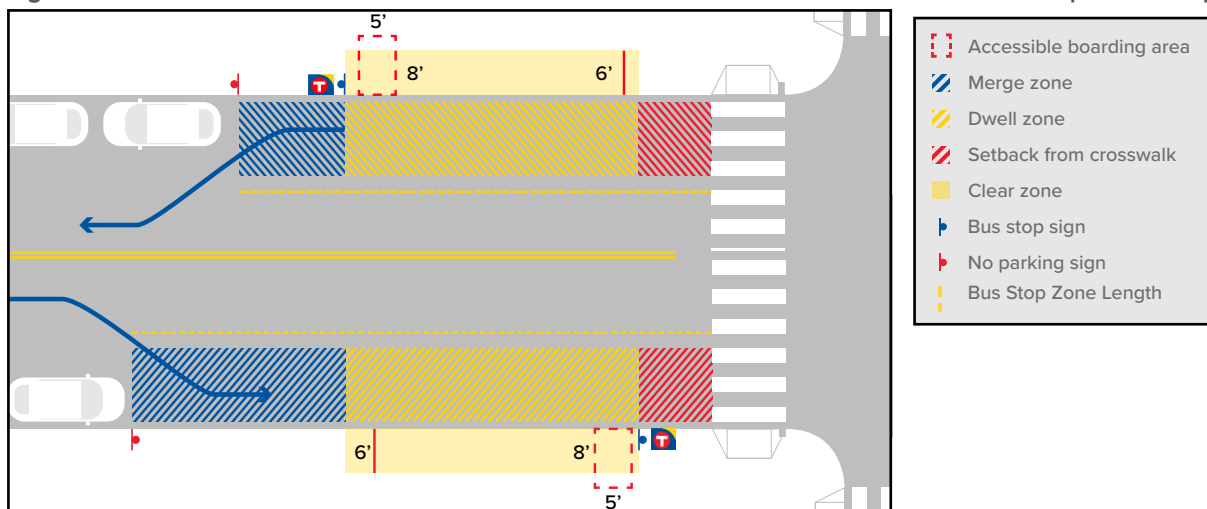 5’
8’
6’
T
6’
8’
T
5’
Accessible boarding area
Merge zone
Dwell zone
Setback from crosswalk
Clear zone
Bus stop sign
No parking sign
Bus Stop Zone Length